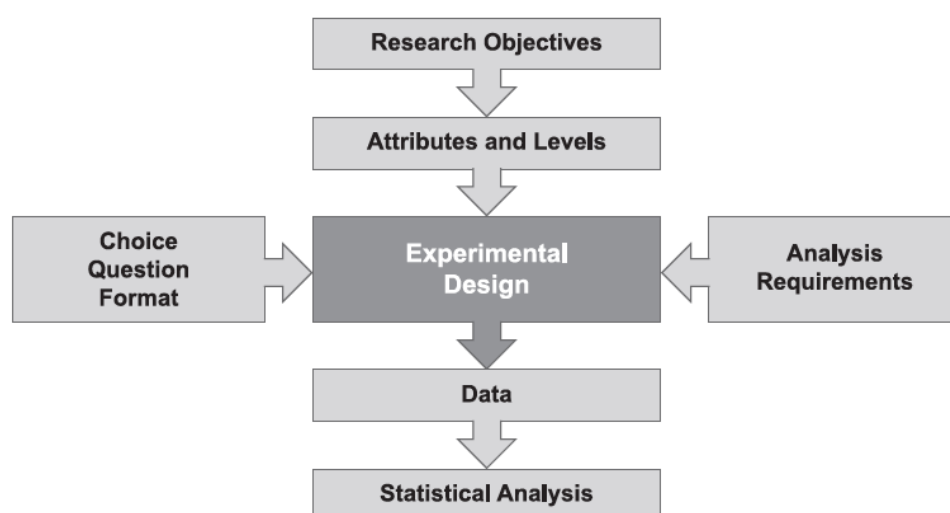 Research Objectives
Attributes and Levels
Choice
Question
Format
Experimental
Design
Analysis
Requirements
Data
Statistical Analysis